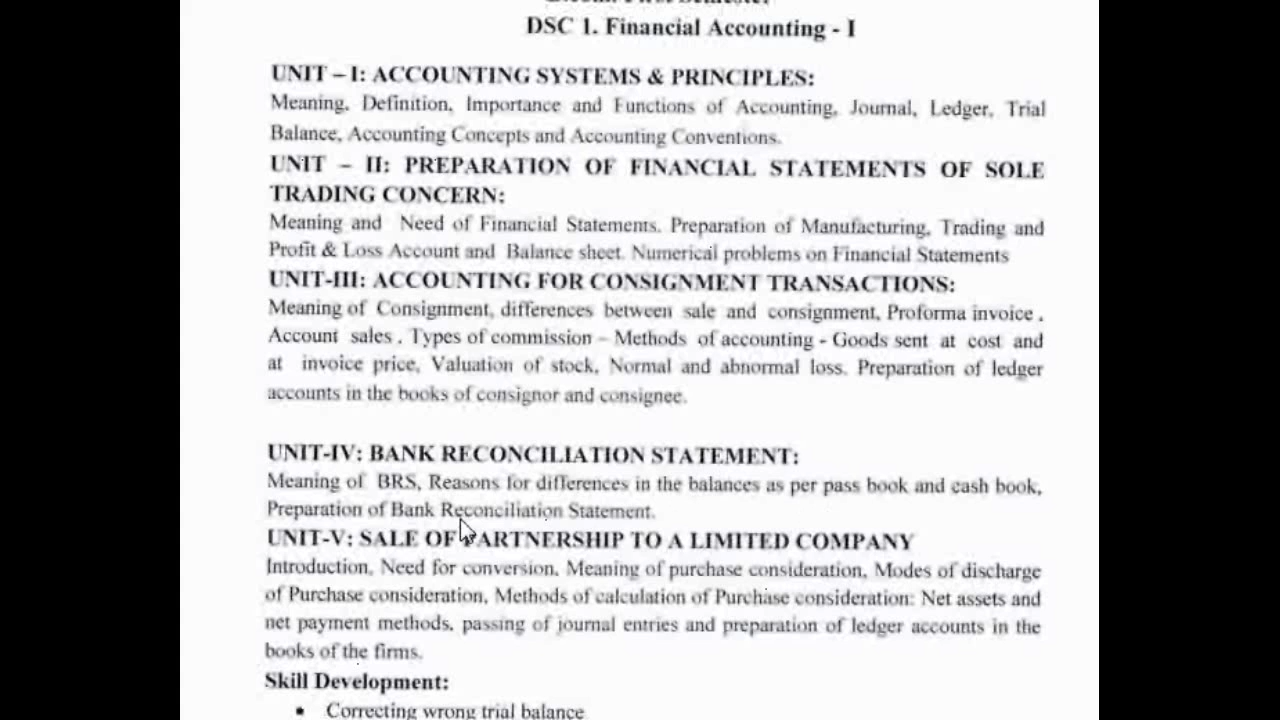 DSC 1. Financial Accounting - I
UNIT – I: ACCOUNTING SYSTEMS & PRINCIPLES:
Meaning, Definition, Importance and Functions of Accounting, Journal, Ledger, Trial
Balance, Accounting Concepts and Accounting Conventions.
UNIT – II: PREPARATION OF FINANCIAL STATEMENTS OF SOLE
TRADING CONCERN:
Meaning and Need of Financial Statements. Preparation of Manufacturing, Trading and
Profit & Loss Account and Balance sheet. Numerical problems on Financial Statements
UNIT-III: ACCOUNTING FOR CONSIGNMENT TRANSACTIONS:
Meaning of Consignment, differences between sale and consignment, Proforma invoice ,
Account sales , Types of commission – Methods of accounting - Goods sent at cost and
at invoice price, Valuation of stock, Normal and abnormal loss. Preparation of ledger
accounts in the books of consignor and consignee.
UNIT-IV: BANK RECONCILIATION STATEMENT:
Meaning of BRS, Reasons for differences in the balances as per pass book and cash book,
Preparation of Bank Reconciliation Statement.
UNIT-V: SALE OF PARTNERSHIP TO A LIMITED COMPANY
Introduction, Need for conversion, Meaning of purchase consideration, Modes of discharge
of Purchase consideration, Methods of calculation of Purchase consideration: Net assets and
net payment methods, passing of journal entries and preparation of ledger accounts in the
books of the firms.
Skill Development:
• Correcting wrong trial balance